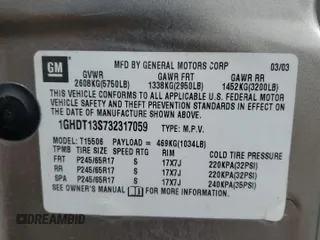 GM
MFD BY GENERAL MOTORS CORP 03/03
GVWR GAWR FRT GAWR RR
2608KG(5750LB) 1338KG(2950LB) 1452KG(3200LB)
THIS VEHICLE CONFORMS TO ALL APPLICABLE U.S. FEDERAL
MOTOR VEHICLE SAFETY, BUMPER, AND THEFT PREVENTION
STANDARDS IN EFFECT ON THE DATE OF MANUFACTURE SHOWN ABOVE.
1GHDT13S732317059 TYPE: M.P.V.
MODEL: T15506 PAYLOAD = 469KG(1034LB)
TPMB TIRE SIZE SPEED RTG RIM COLD TIRE PRESSURE
FRT P245/65R17 S 17X7J 220KPA(32PSI)
RR P245/65R17 S 17X7J 220KPA(32PSI)
SPA P245/65R17 S 17X7J 240KPA(35PSI)
SEE OWNER'S MANUAL FOR ADDITIONAL INFORMATION
DREAMBID